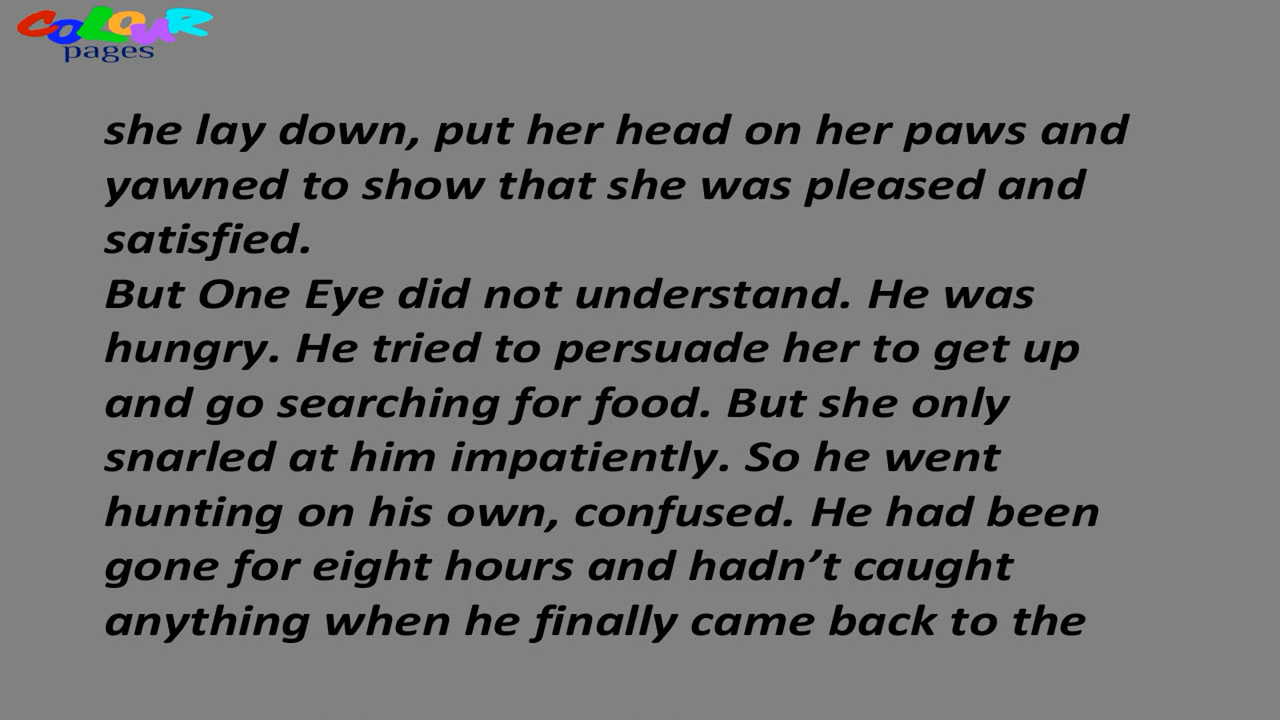 COLOUR
pages
she lay down, put her head on her paws and
yawned to show that she was pleased and
satisfied.
But One Eye did not understand. He was
hungry. He tried to persuade her to get up
and go searching for food. But she only
snarled at him impatiently. So he went
hunting on his own, confused. He had been
gone for eight hours and hadn’t caught
anything when he finally came back to the